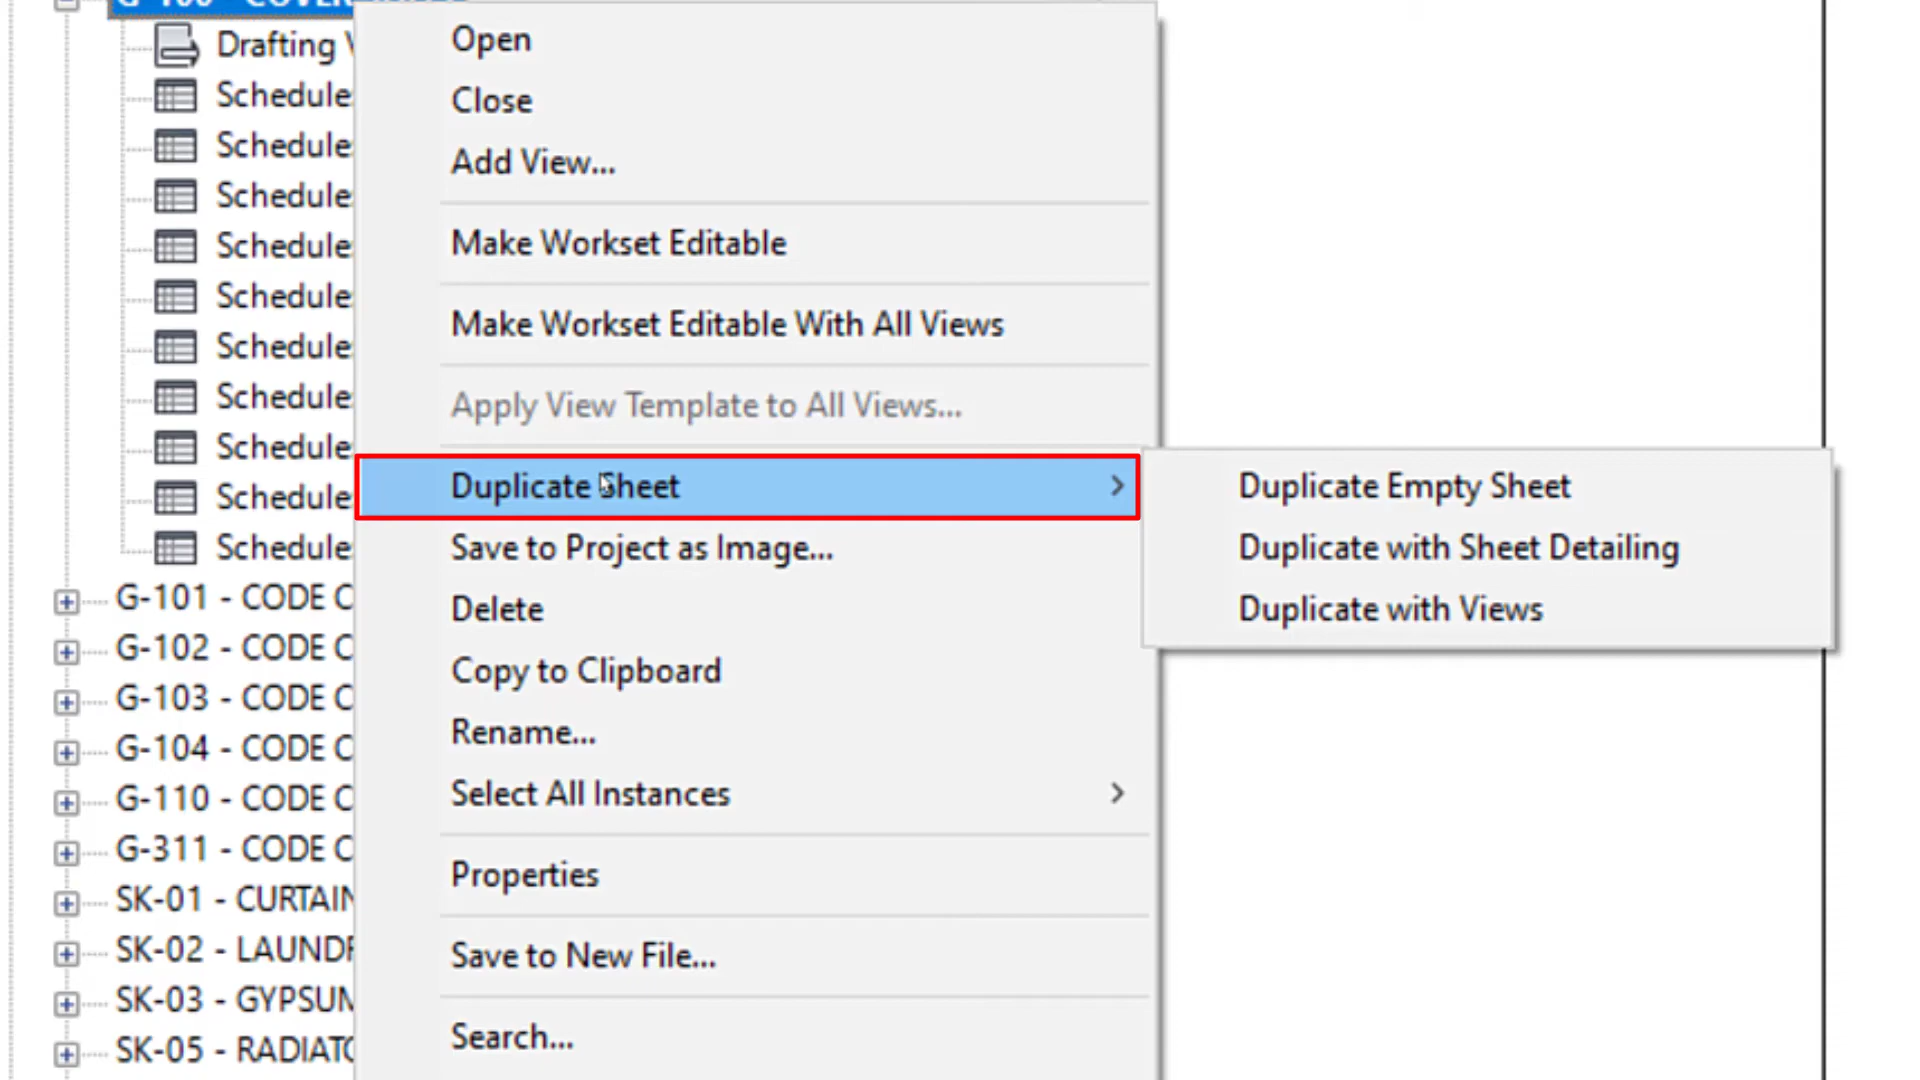 G-100 - COVER
Drafting
Schedule
Schedule
Schedule
Schedule
Schedule
Schedule
Schedule
Schedule
Schedule
Schedule
G-101 - CODE C
G-102 - CODE C
G-103 - CODE C
G-104 - CODE C
G-110 - CODE C
G-311 - CODE C
SK-01 - CURTAIN
SK-02 - LAUNDR
SK-03 - GYPSUM
SK-05 - RADIATO
Open
Close
Add View...
Make Workset Editable
Make Workset Editable With All Views
Apply View Template to All Views...
Duplicate Sheet
Save to Project as Image...
Delete
Copy to Clipboard
Rename...
Select All Instances
Properties
Save to New File...
Search...
Duplicate Empty Sheet
Duplicate with Sheet Detailing
Duplicate with Views